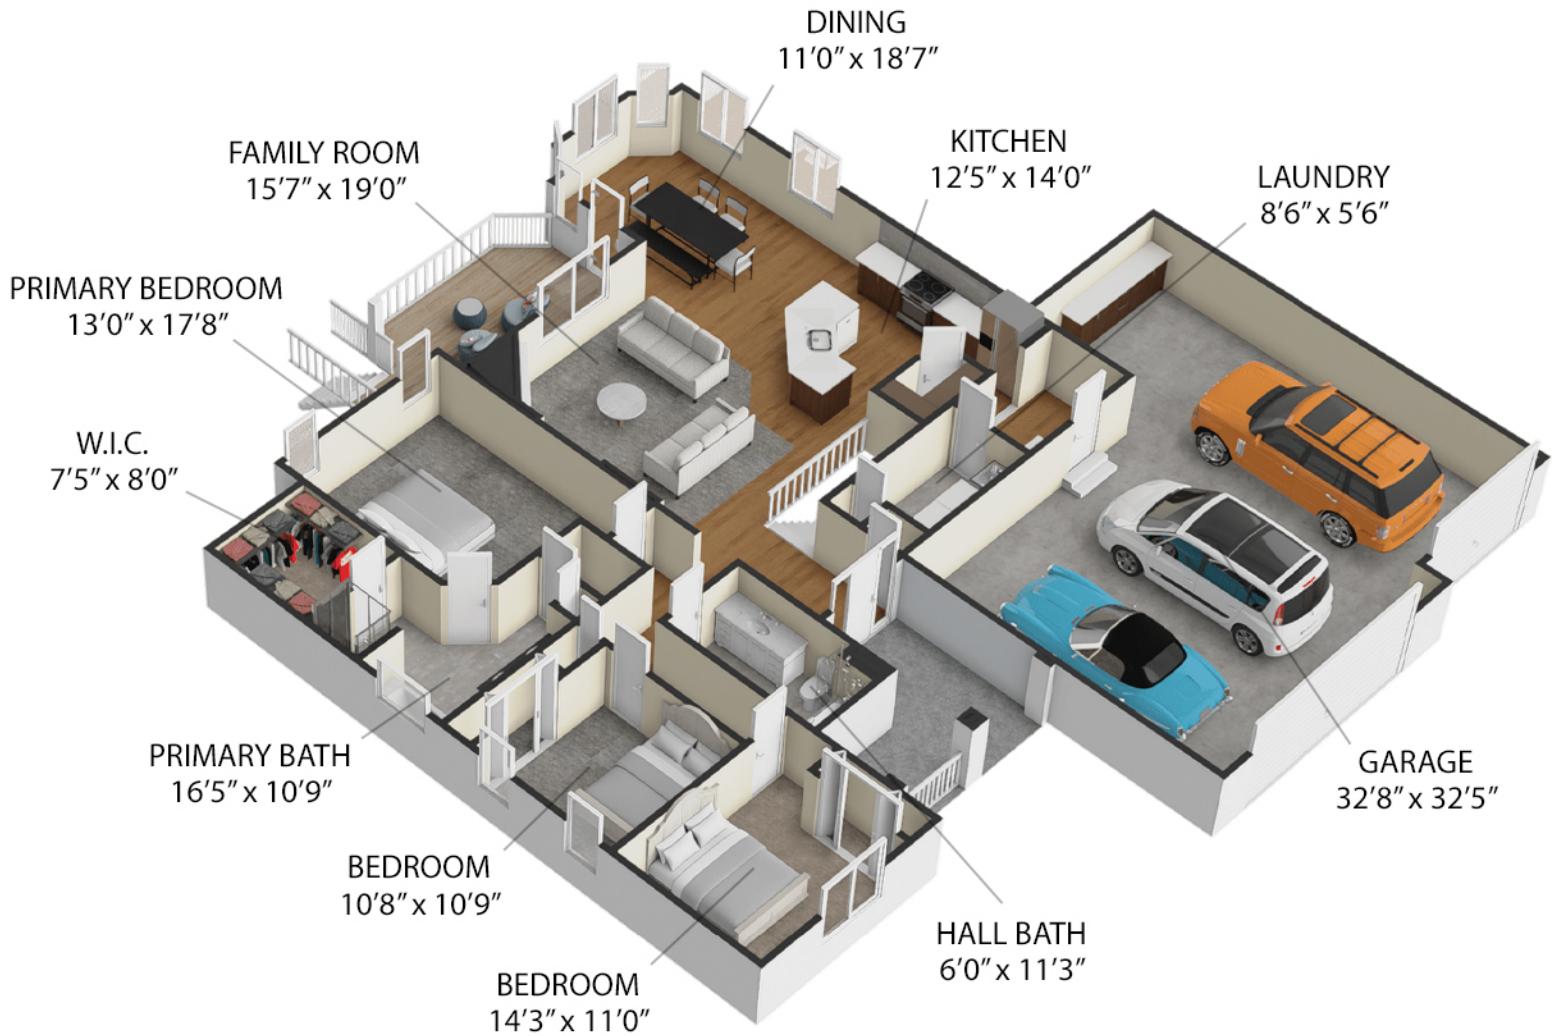 DINING
11’0” x 18’7”
KITCHEN
12’5” x 14’0”
FAMILY ROOM
15’7” x 19’0”
LAUNDRY
8’6” x 5’6”
PRIMARY BEDROOM
13’0” x 17’8”
W.I.C.
7’5” x 8’0”
PRIMARY BATH
16’5” x 10’9”
GARAGE
32’8” x 32’5”
BEDROOM
10’8” x 10’9”
HALL BATH
6’0” x 11’3”
BEDROOM
14’3” x 11’0”